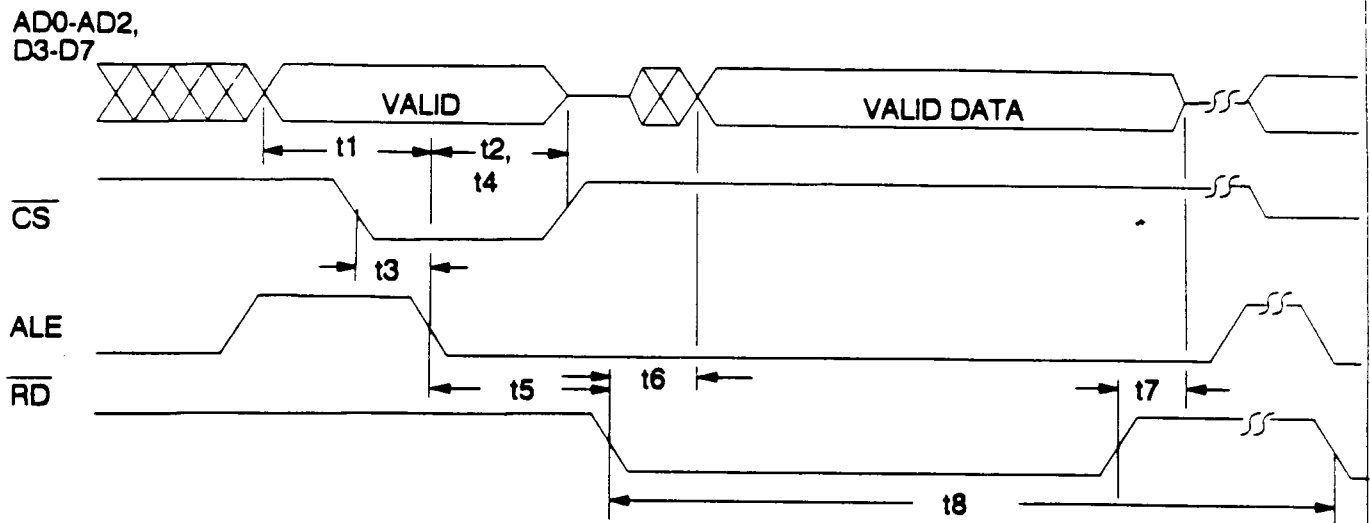 AD0-AD2,
D3-D7
VALID
VALID DATA
t1
t2,
t4
CS
t3
ALE
t5
t6
t7
RD
t8